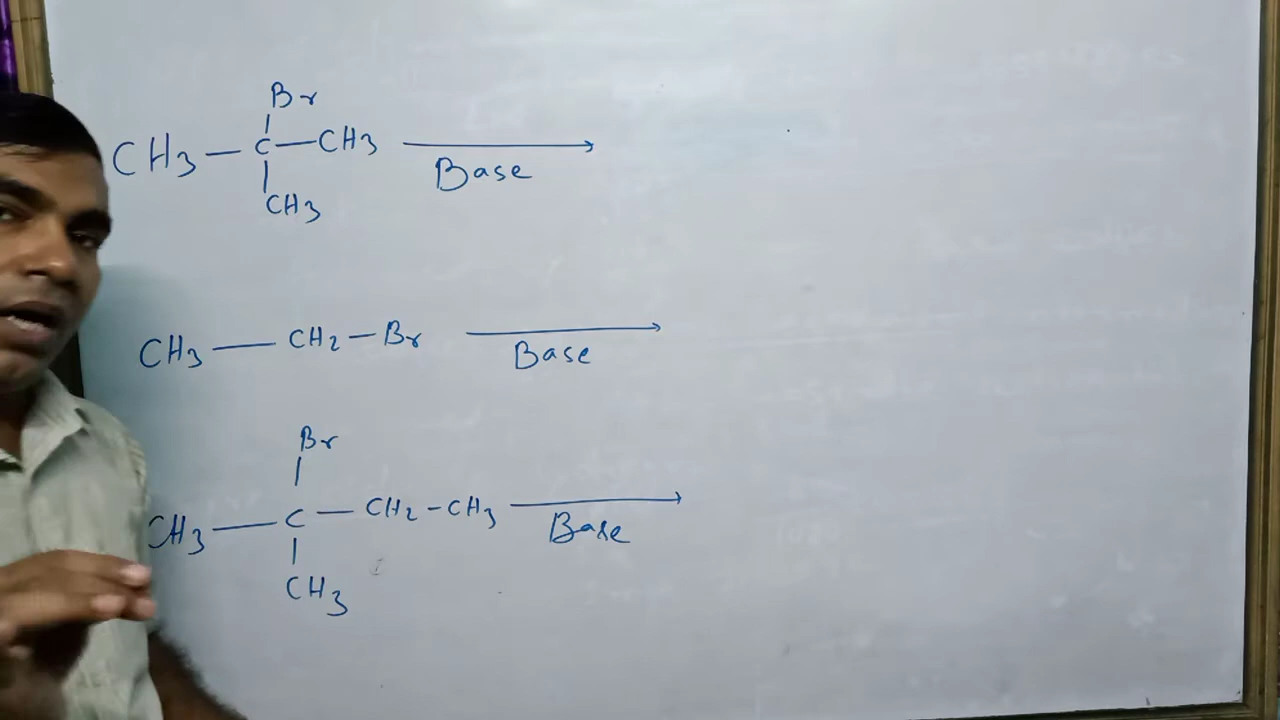 Br
CH3 — C — CH3 ⟶ Base
CH3
CH3 — CH2 — Br ⟶ Base
Br
CH3 — C — CH2 - CH3 ⟶ Base
CH3